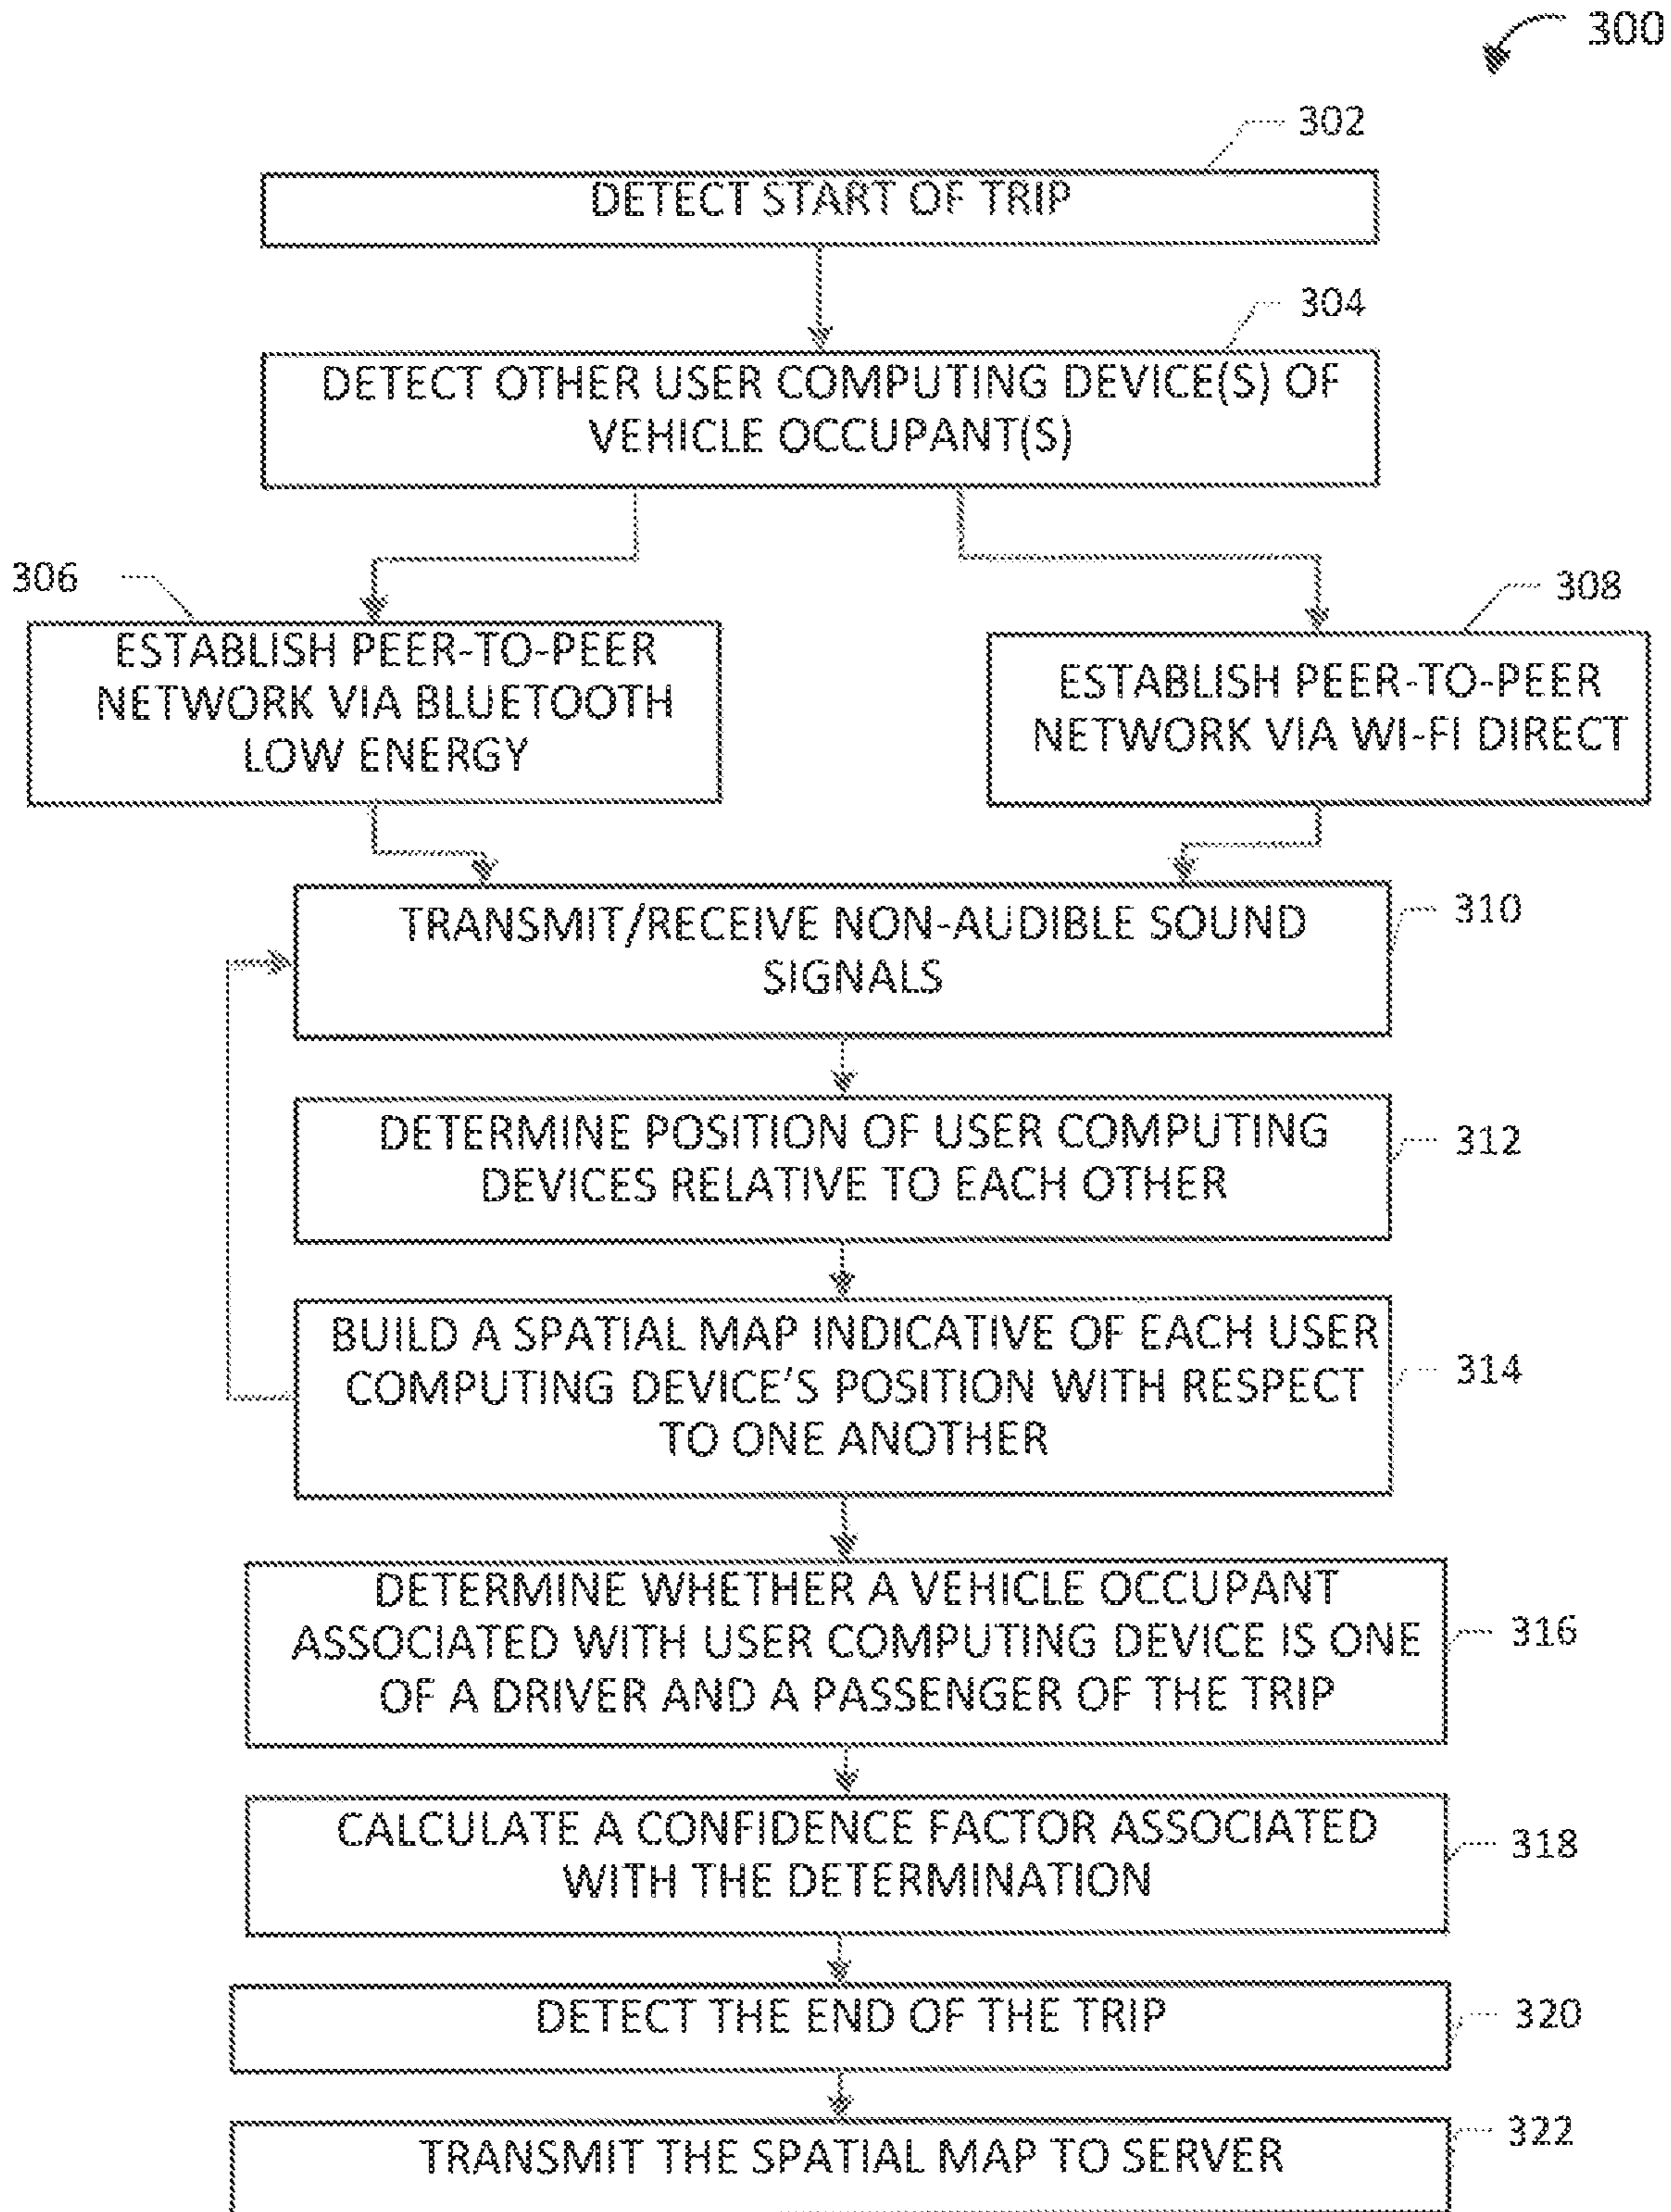 300
302
DETECT START OF TRIP
304
DETECT OTHER USER COMPUTING DEVICE(S) OF
VEHICLE OCCUPANT(S)
306
ESTABLISH PEER-TO-PEER
NETWORK VIA BLUETOOTH
LOW ENERGY
308
ESTABLISH PEER-TO-PEER
NETWORK VIA WI-FI DIRECT
TRANSMIT/RECEIVE NON-AUDIBLE SOUND
SIGNALS
310
DETERMINE POSITION OF USER COMPUTING
DEVICES RELATIVE TO EACH OTHER
312
BUILD A SPATIAL MAP INDICATIVE OF EACH USER
COMPUTING DEVICE'S POSITION WITH RESPECT
TO ONE ANOTHER
314
DETERMINE WHETHER A VEHICLE OCCUPANT
ASSOCIATED WITH USER COMPUTING DEVICE IS ONE
OF A DRIVER AND A PASSENGER OF THE TRIP
316
CALCULATE A CONFIDENCE FACTOR ASSOCIATED
WITH THE DETERMINATION
318
DETECT THE END OF THE TRIP
320
TRANSMIT THE SPATIAL MAP TO SERVER
322